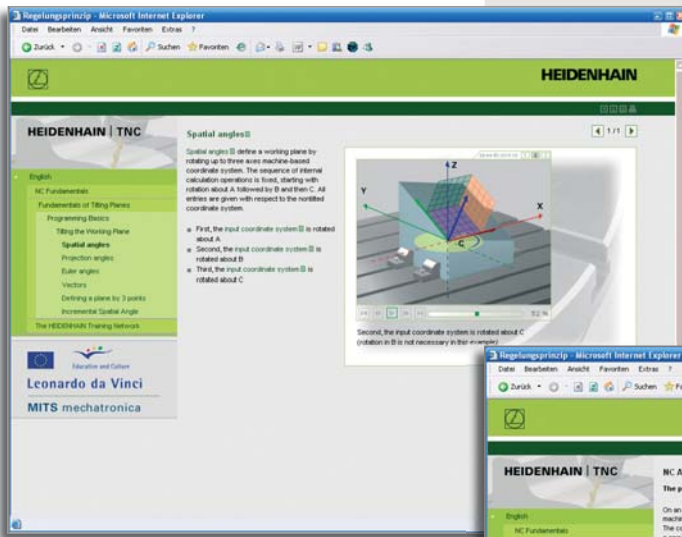 Regelungsprinzip - Microsoft Internet Explorer
Datei Bearbeiten Ansicht Favoriten Extras ?
Zurück Suchen Favoriten
HEIDENHAIN
HEIDENHAIN | TNC
English
NC Fundamentals
Fundamentals of Tilting Planes
Programming Basics
Tilting the Working Plane
Spatial angles
Projection angles
Euler angles
Vectors
Defining a plane by 3 points
Incremental Spatial Angle
The HEIDENHAIN Training Network
Education and Culture
Leonardo da Vinci
MITS mechatronica
Spatial angles
Spatial angles define a working plane by
rotating up to three axes machine-based
coordinate system. The sequence of internal
calculation operations is fixed, starting with
rotation about A followed by B and then C. All
entries are given with respect to the nontilted
coordinate system.
First, the input coordinate system is rotated
about A
Second, the input coordinate system is
rotated about B
Third, the input coordinate system is
rotated about C
1/1
Z
Y
X
C
52 %
Second, the input coordinate system is rotated about C
(rotation in B is not necessary in this example)
Regelungsprinzip - Microsoft Internet Explorer
Datei Bearbeiten Ansicht Favoriten Extras ?
Zurück Suchen
HEIDENHAIN | TNC
English
NC Fundamentals
NC A
The p
On an
machin
The co